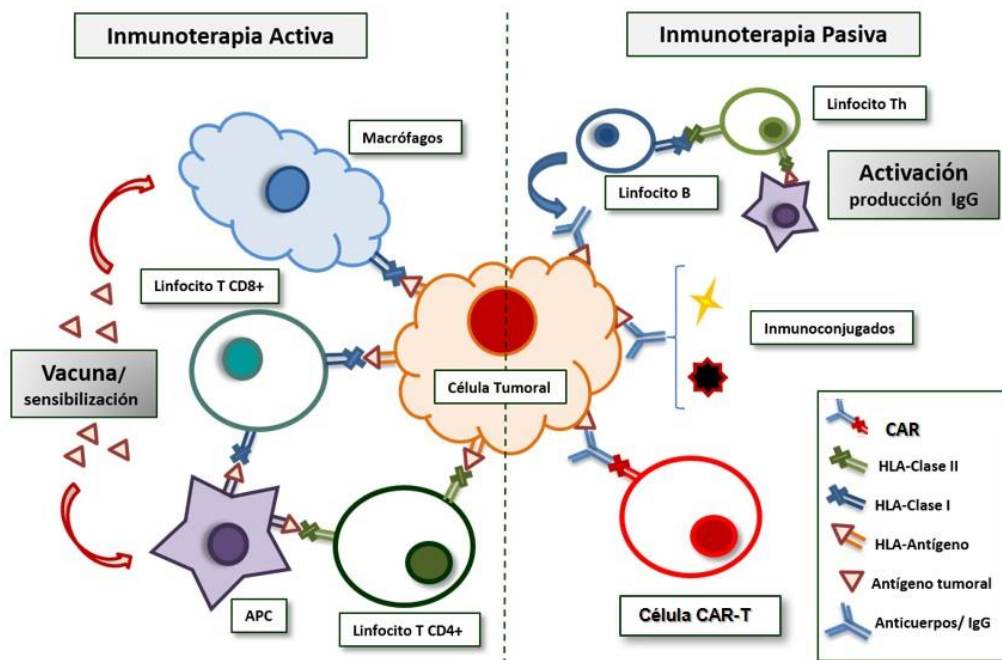 Inmunoterapia Activa
Macrófagos
Linfocito T CD8+
Vacuna/
sensibilización
Célula Tumoral
APC
Linfocito T CD4+
Inmunoterapia Pasiva
Linfocito Th
Linfocito B
Activación
producción IgG
Inmunoconjugados
Célula CAR-T
CAR
HLA-Clase II
HLA-Clase I
HLA-Antígeno
Antígeno tumoral
Anticuerpos/ IgG